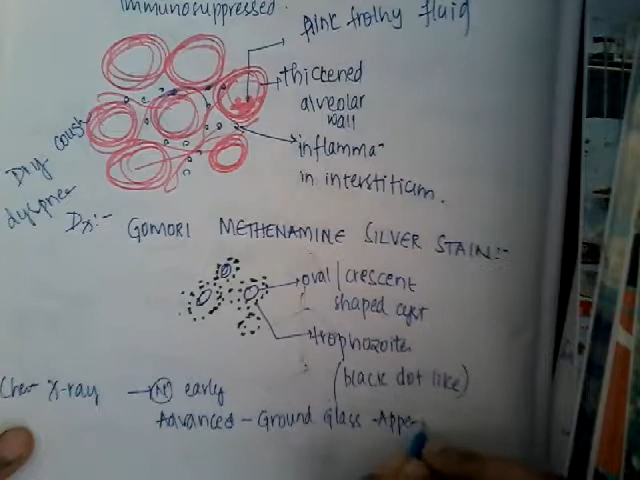 immunosuppressed.
pink frothy fluid
thickened
alveolar
wall
inflamma-
in interstitium.
Dry cough
dyspnea
Dx:-
GOMORI METHENAMINE SILVER STAIN:-
oval/crescent
shaped cyst
trophozoite
(black dot like)
Chest X-ray → (N) early
Advanced - Ground Glass -Appe